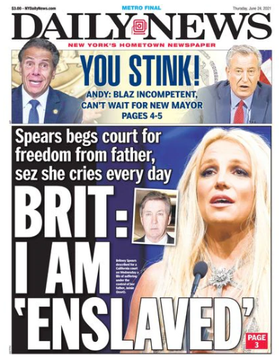 $3.00 - NYDailyNews.com
METRO FINAL
Thursday, June 24, 2021
DAILY NEWS
NEW YORK'S HOMETOWN NEWSPAPER
YOU STINK!
ANDY: BLAZ INCOMPETENT,
CAN'T WAIT FOR NEW MAYOR
PAGES 4-5
Spears begs court for
freedom from father,
sez she cries every day
BRIT:
I AM
'ENSLAVED'
Britney Spears
described for a
California court
on Wednesday a
life of suffering
under the
control of his
father, Jamie
PAGE
3